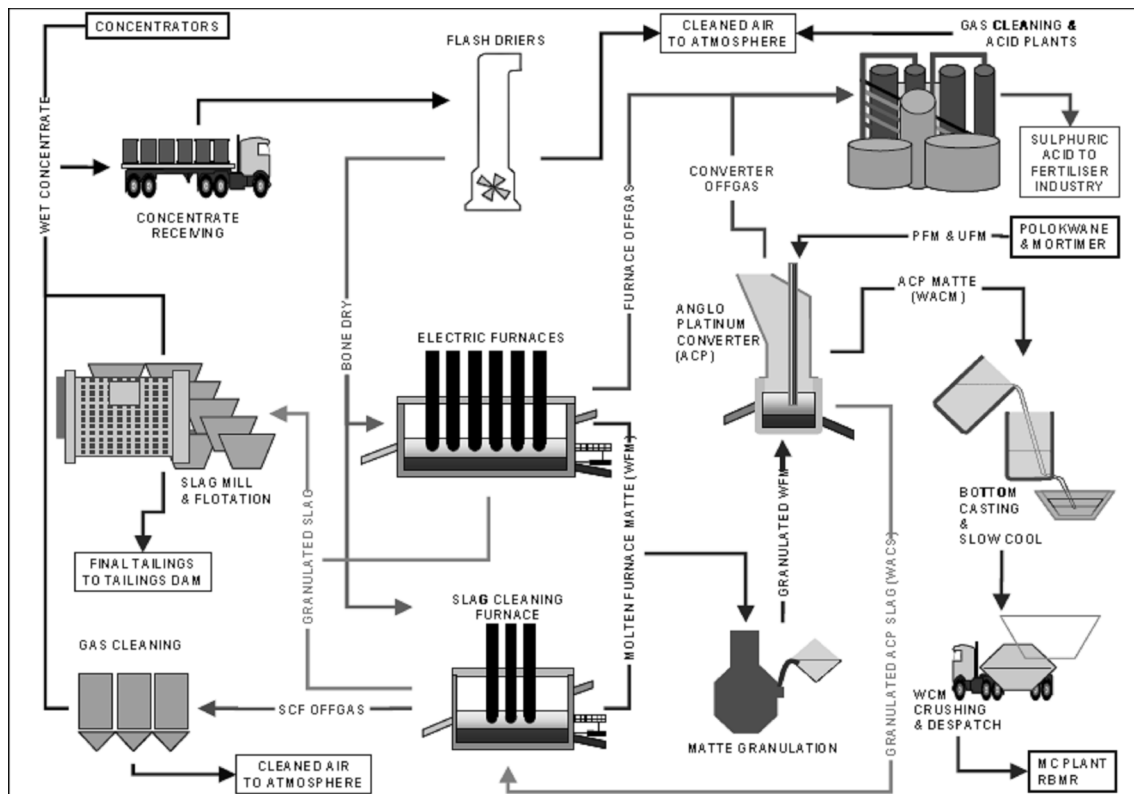 CONCENTRATORS
CLEANED AIR
TO ATMOSPHERE
GAS CLEANING &
ACID PLANTS
FLASH DRIERS
WET CONCENTRATE
CONCENTRATE
RECEIVING
SULPHURIC
ACID TO
FERTILISER
INDUSTRY
CONVERTER
OFFGAS
FURNACE OFFGAS
PFM & UFM
POLOKWANE
& MORTIMER
ACP MATTE
(WACM)
ANGLO
PLATINUM
CONVERTER
(ACP)
BONE DRY
ELECTRIC FURNACES
SLAG MILL
& FLOTATION
GRANULATED SLAG
MOLTEN FURNACE MATTE (WFM)
GRANULATED WFM
GRANULATED ACP SLAG (WACS)
BOTTOM
CASTING
&
SLOW COOL
FINAL TAILINGS
TO TAILINGS DAM
SLAG CLEANING
FURNACE
GAS CLEANING
SCF OFFGAS
MATTE GRANULATION
WCM
CRUSHING
& DESPATCH
CLEANED AIR
TO ATMOSPHERE
MC PLANT
RBMR